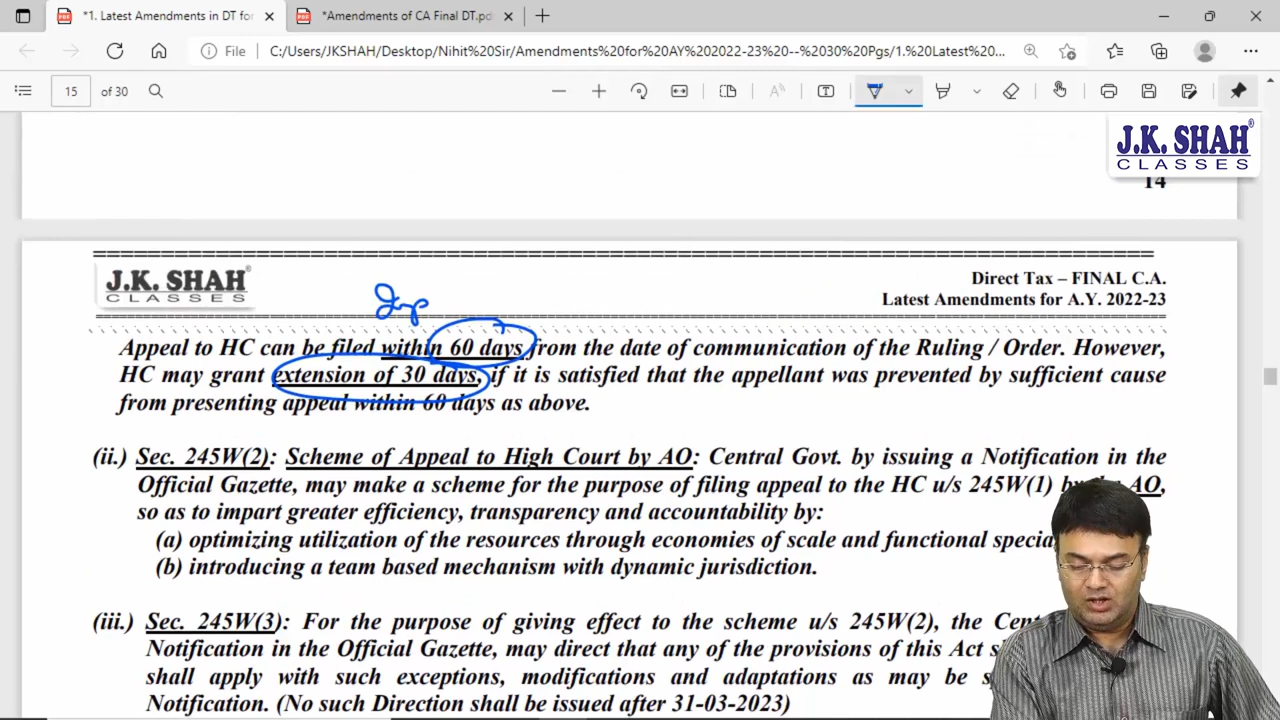 *1. Latest Amendments in DT for
*Amendments of CA Final DT.pd
File
C:/Users/JKSHAH/Desktop/Nihit%20Sir/Amendments%20for%20AY%202022-23%20--%2030%20Pgs/1.%20Latest%20...
15
of 30
J.K. SHAH
CLASSES
14
J.K. SHAH
CLASSES
Direct Tax – FINAL C.A.
Latest Amendments for A.Y. 2022-23
Imp
Appeal to HC can be filed within 60 days from the date of communication of the Ruling / Order. However,
HC may grant extension of 30 days, if it is satisfied that the appellant was prevented by sufficient cause
from presenting appeal within 60 days as above.
(ii.) Sec. 245W(2): Scheme of Appeal to High Court by AO: Central Govt. by issuing a Notification in the
Official Gazette, may make a scheme for the purpose of filing appeal to the HC u/s 245W(1) by the AO,
so as to impart greater efficiency, transparency and accountability by:
(a) optimizing utilization of the resources through economies of scale and functional specia
(b) introducing a team based mechanism with dynamic jurisdiction.
(iii.) Sec. 245W(3): For the purpose of giving effect to the scheme u/s 245W(2), the Cent
Notification in the Official Gazette, may direct that any of the provisions of this Act s
shall apply with such exceptions, modifications and adaptations as may be s
Notification. (No such Direction shall be issued after 31-03-2023)